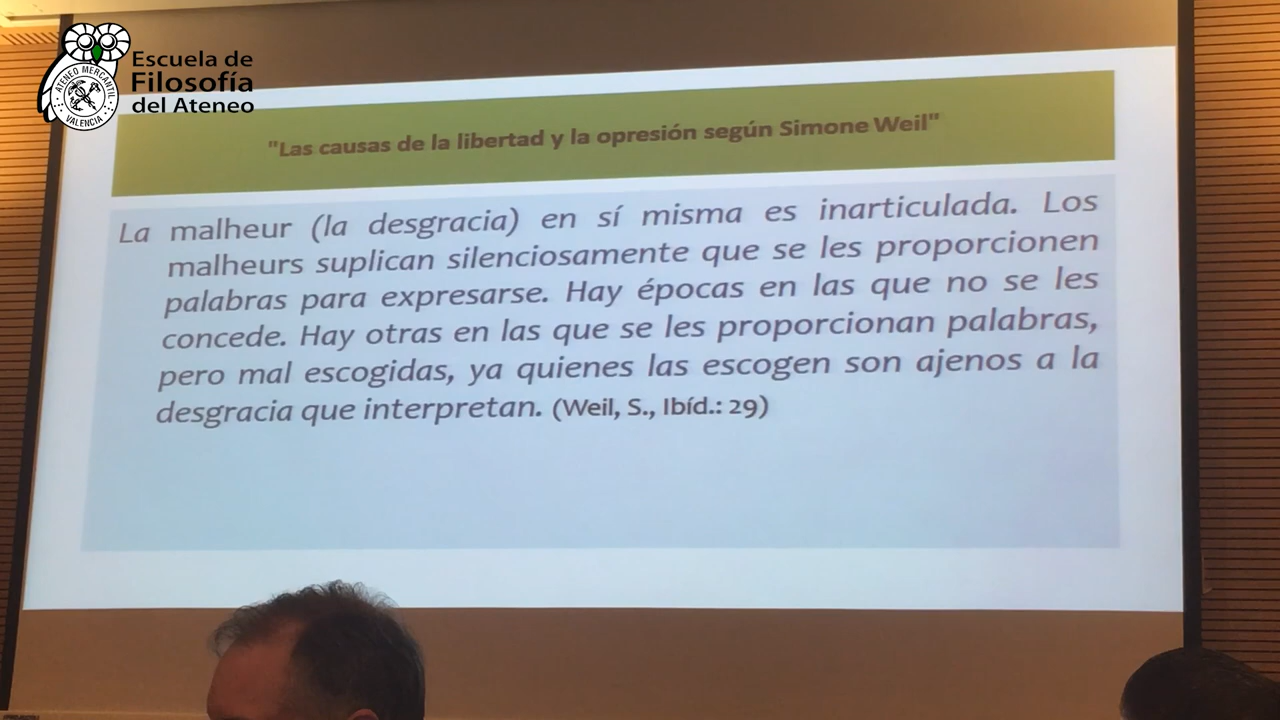 Escuela de
Filosofía
del Ateneo
ATENEO MERCANTIL
VALENCIA
"Las causas de la libertad y la opresión según Simone Weil"
La malheur (la desgracia) en sí misma es inarticulada. Los
malheurs suplican silenciosamente que se les proporcionen
palabras para expresarse. Hay épocas en las que no se les
concede. Hay otras en las que se les proporcionan palabras,
pero mal escogidas, ya quienes las escogen son ajenos a la
desgracia que interpretan. (Weil, S., Ibíd.: 29)